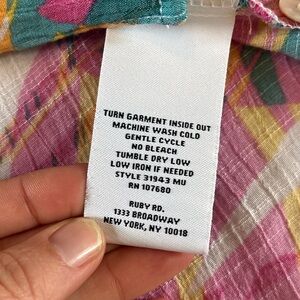 TURN GARMENT INSIDE OUT
MACHINE WASH COLD
GENTLE CYCLE
NO BLEACH
TUMBLE DRY LOW
LOW IRON IF NEEDED
STYLE 31943 MU
RN 107680
RUBY RD.
1333 BROADWAY
NEW YORK, NY 10018